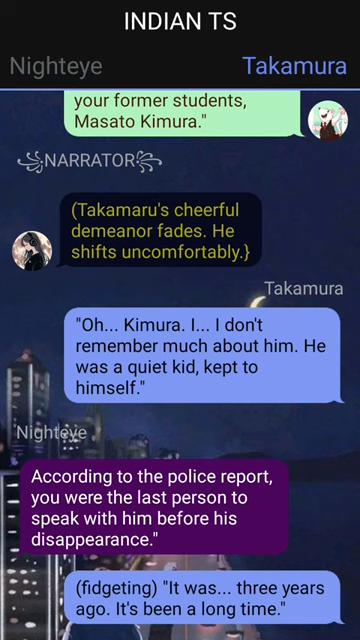 INDIAN TS
Nighteye
Takamura
your former students,
Masato Kimura."
NARRATOR
(Takamaru's cheerful
demeanor fades. He
shifts uncomfortably.}
Takamura
"Oh... Kimura. I... I don't
remember much about him. He
was a quiet kid, kept to
himself."
Nighteye
According to the police report,
you were the last person to
speak with him before his
disappearance."
(fidgeting) "It was... three years
ago. It's been a long time."